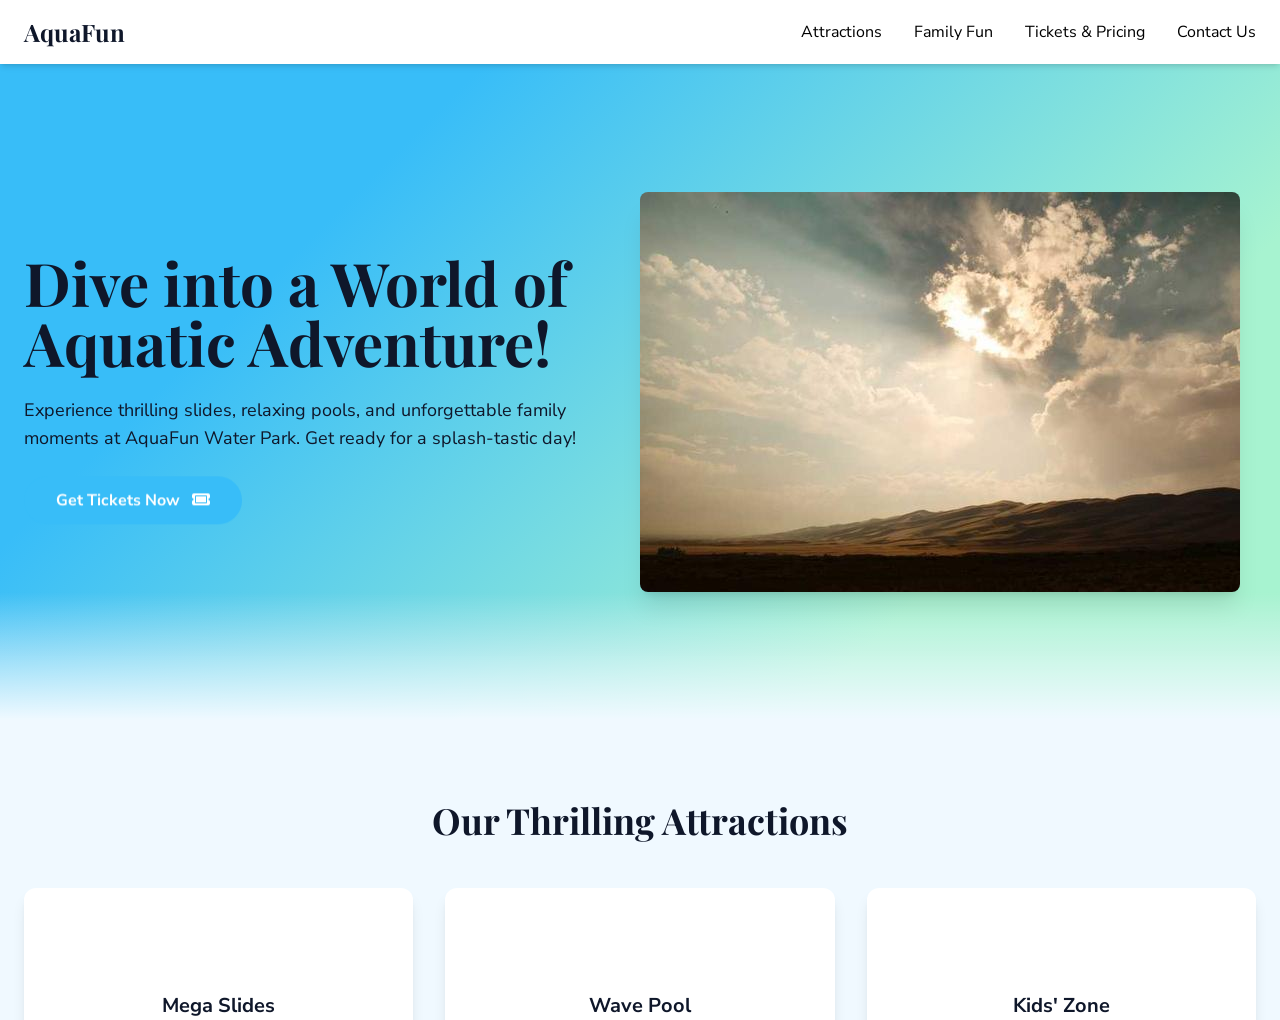 AquaFun
Attractions
Family Fun
Tickets & Pricing
Contact Us
Dive into a World of
Aquatic Adventure!
Experience thrilling slides, relaxing pools, and unforgettable family
moments at AquaFun Water Park. Get ready for a splash-tastic day!
Get Tickets Now
Our Thrilling Attractions
Mega Slides
Wave Pool
Kids' Zone